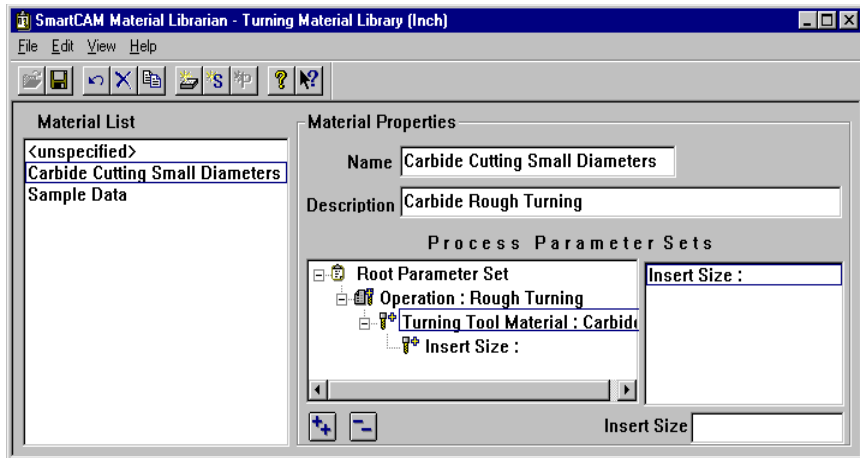 SmartCAM Material Librarian - Turning Material Library (Inch)
File Edit View Help
Material List
<unspecified>
Carbide Cutting Small Diameters
Sample Data
Material Properties
Name Carbide Cutting Small Diameters
Description Carbide Rough Turning
Process Parameter Sets
Root Parameter Set
Operation : Rough Turning
Turning Tool Material : Carbide
Insert Size :
Insert Size :
Insert Size